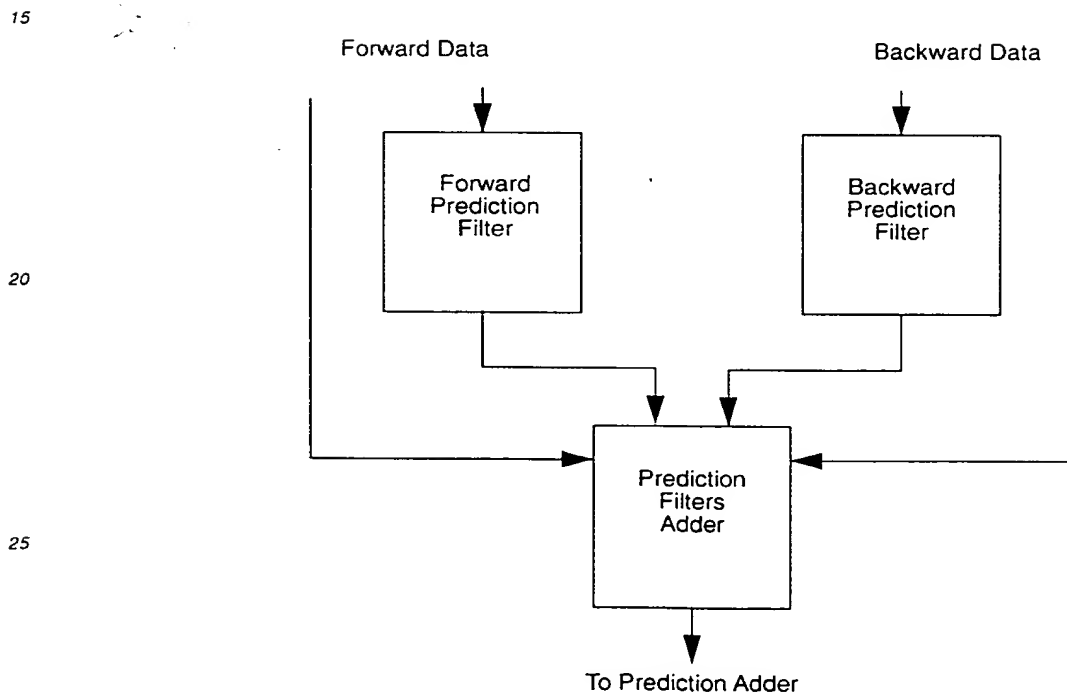 15
Forward Data
Backward Data
Forward
Prediction
Filter
Backward
Prediction
Filter
20
Prediction
Filters
Adder
25
To Prediction Adder